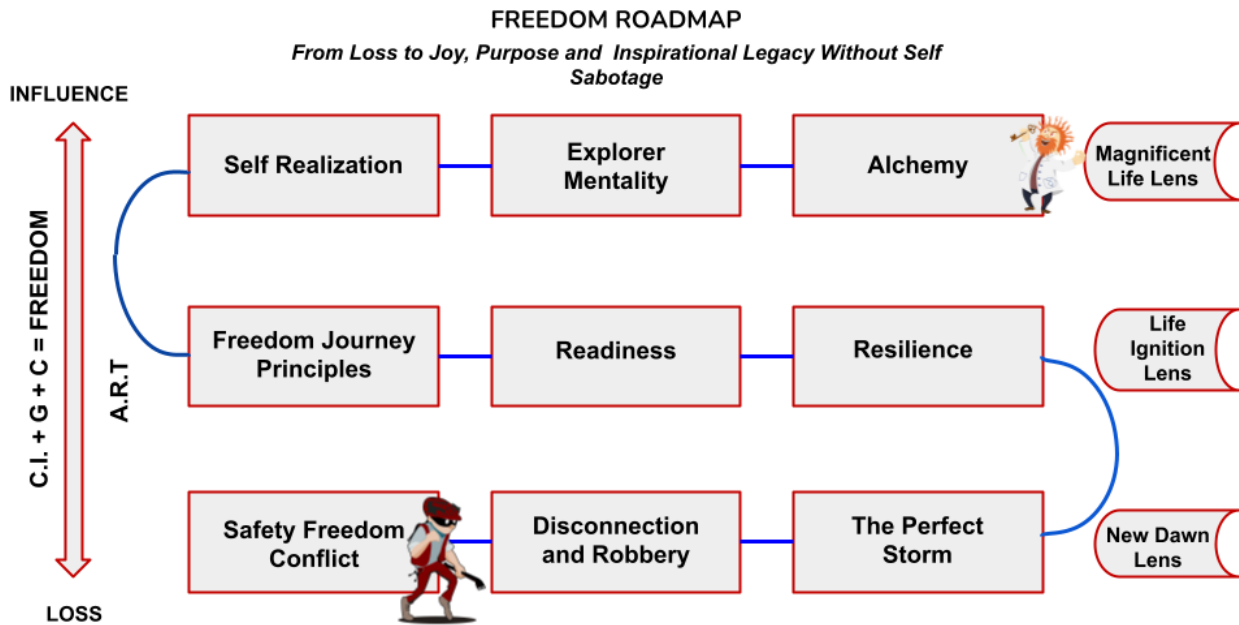 FREEDOM ROADMAP
From Loss to Joy, Purpose and Inspirational Legacy Without Self
Sabotage
INFLUENCE
Self Realization
Explorer
Mentality
Alchemy
Magnificent
Life Lens
C.I. + G + C = FREEDOM
A.R.T
Freedom Journey
Principles
Readiness
Resilience
Life
Ignition
Lens
Safety Freedom
Conflict
Disconnection
and Robbery
The Perfect
Storm
New Dawn
Lens
LOSS